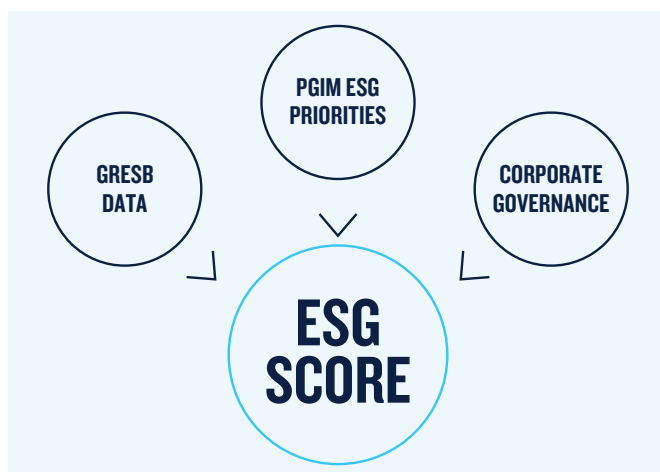 PGIM ESG
PRIORITIES
GRESB
DATA
CORPORATE
GOVERNANCE
ESG
SCORE